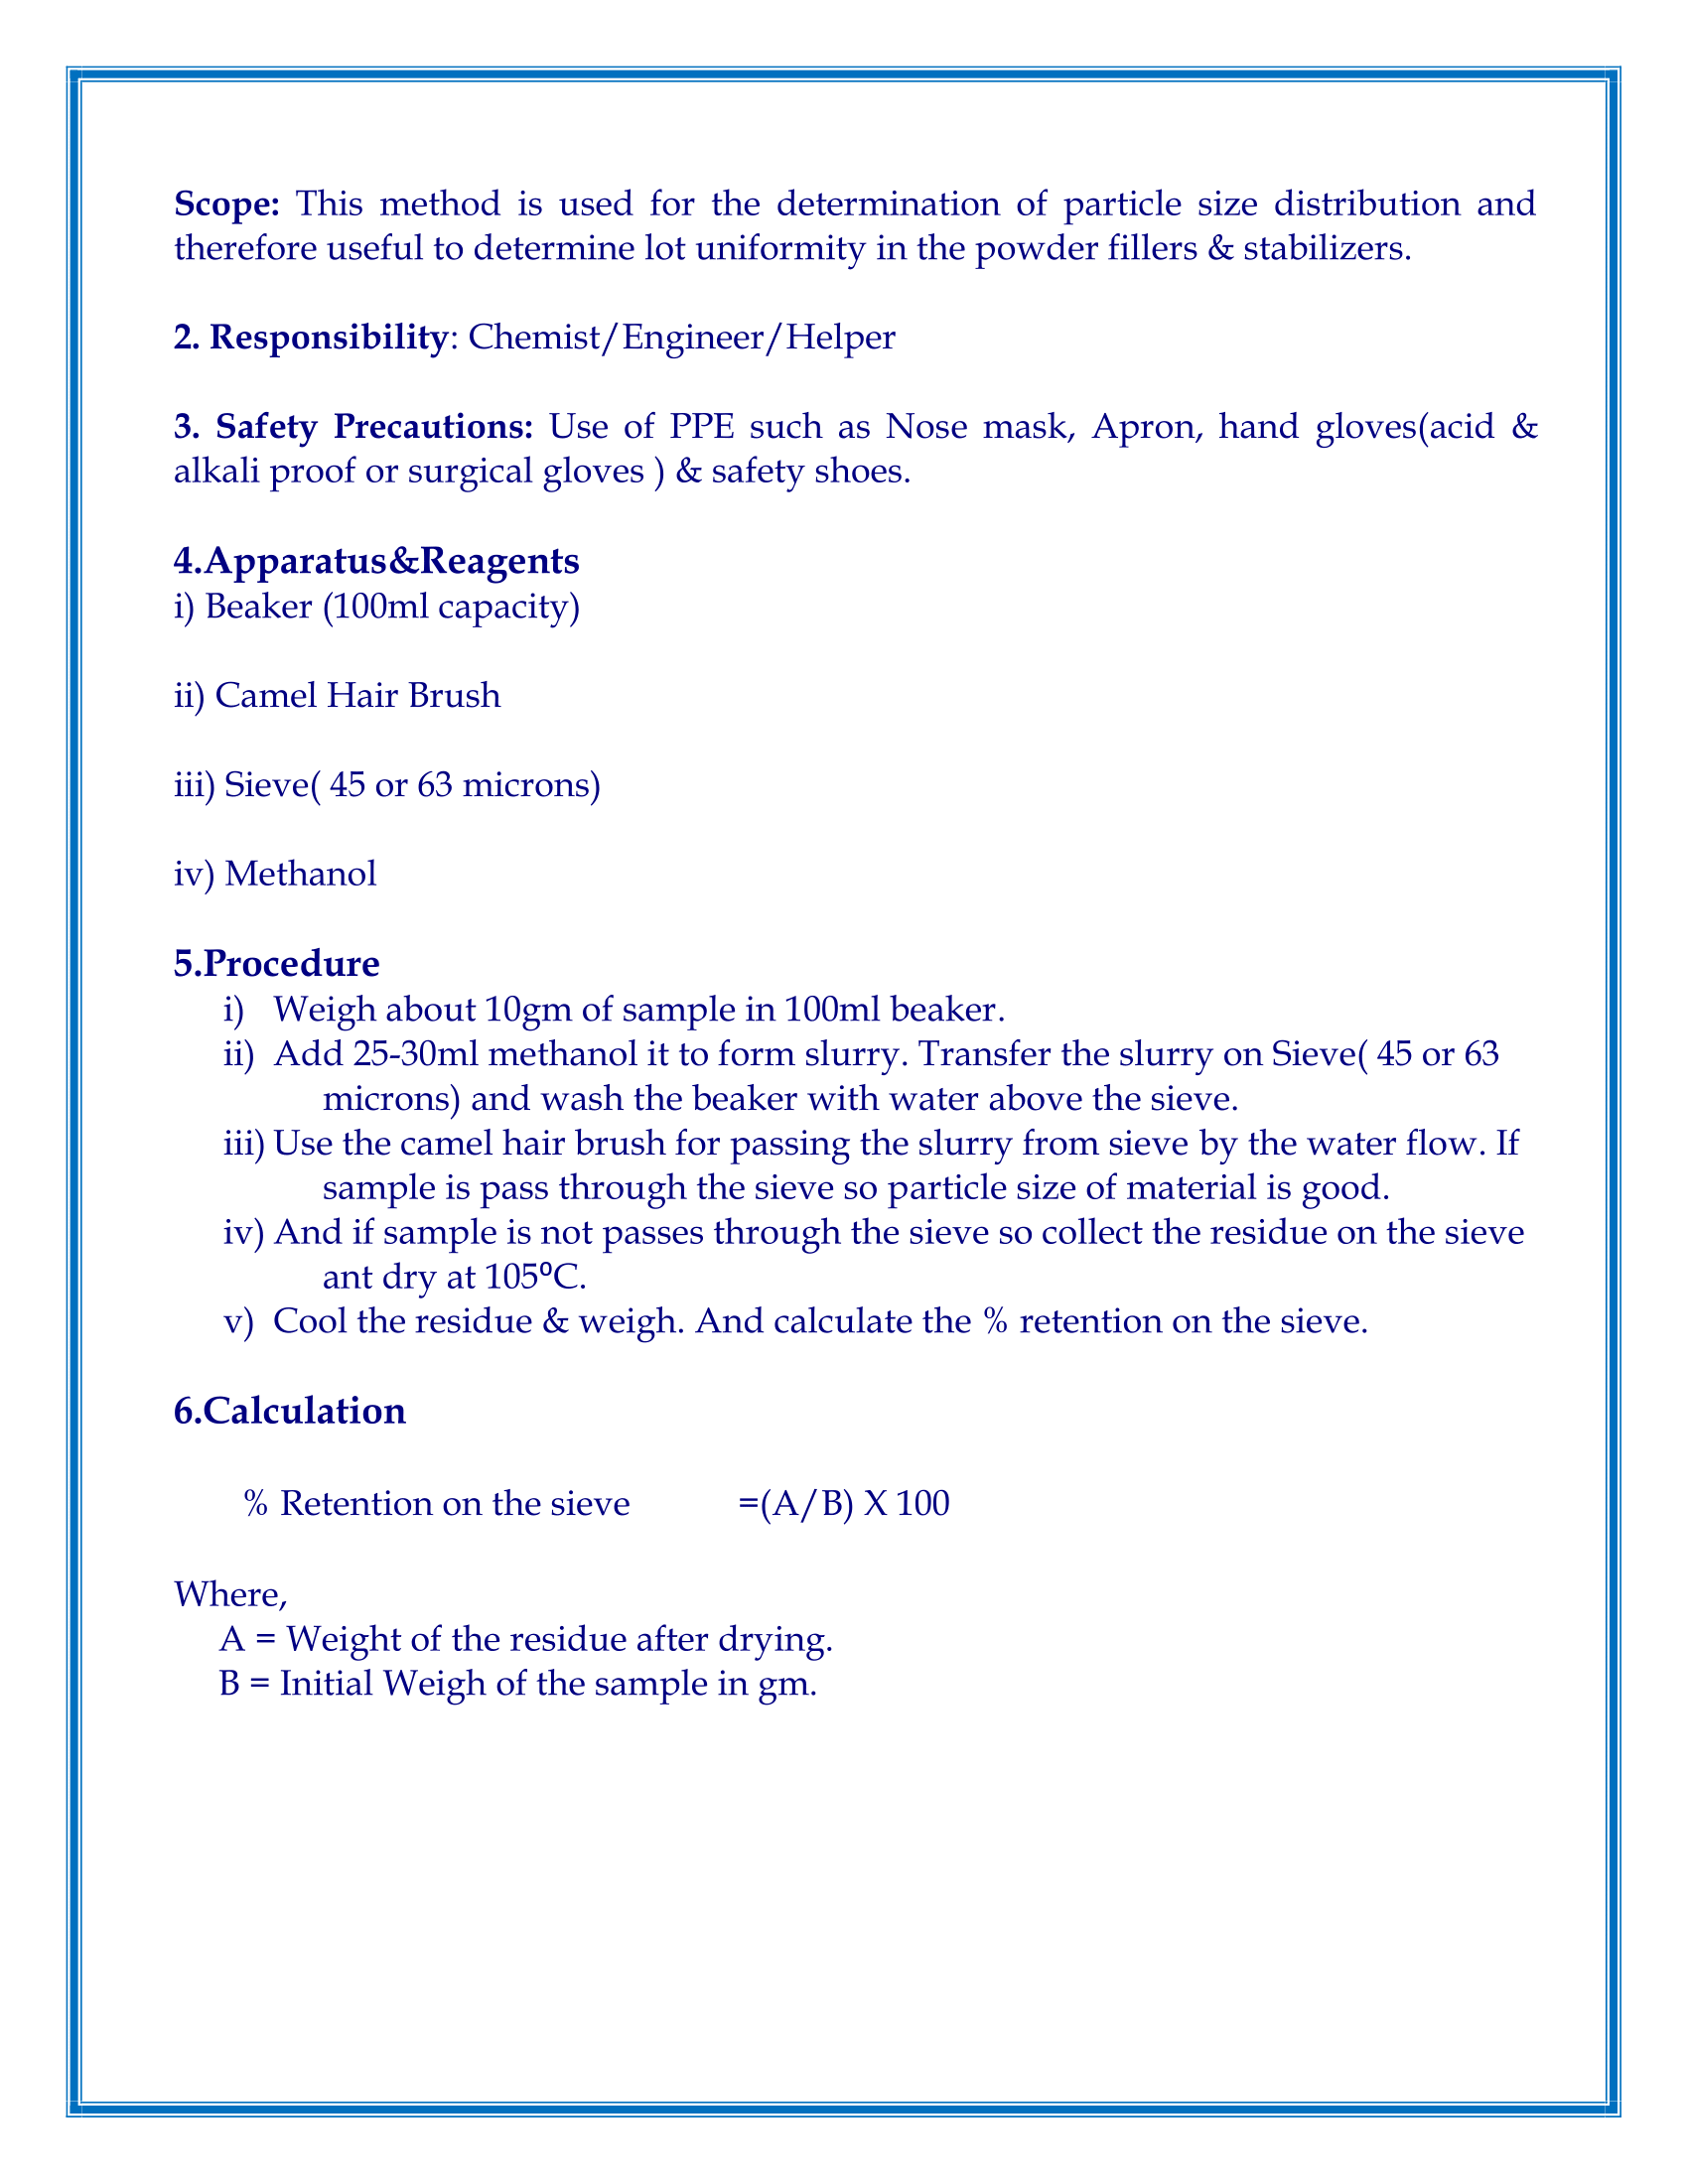 Scope: This method is used for the determination of particle size distribution and
therefore useful to determine lot uniformity in the powder fillers & stabilizers.
2. Responsibility: Chemist/Engineer/Helper
3. Safety Precautions: Use of PPE such as Nose mask, Apron, hand gloves(acid &
alkali proof or surgical gloves ) & safety shoes.
4.Apparatus&Reagents
i) Beaker (100ml capacity)
ii) Camel Hair Brush
iii) Sieve( 45 or 63 microns)
iv) Methanol
5.Procedure
i) Weigh about 10gm of sample in 100ml beaker.
ii) Add 25-30ml methanol it to form slurry. Transfer the slurry on Sieve( 45 or 63
microns) and wash the beaker with water above the sieve.
iii) Use the camel hair brush for passing the slurry from sieve by the water flow. If
sample is pass through the sieve so particle size of material is good.
iv) And if sample is not passes through the sieve so collect the residue on the sieve
ant dry at 105⁰C.
v) Cool the residue & weigh. And calculate the % retention on the sieve.
6.Calculation
% Retention on the sieve =(A/B) X 100
Where,
A = Weight of the residue after drying.
B = Initial Weigh of the sample in gm.